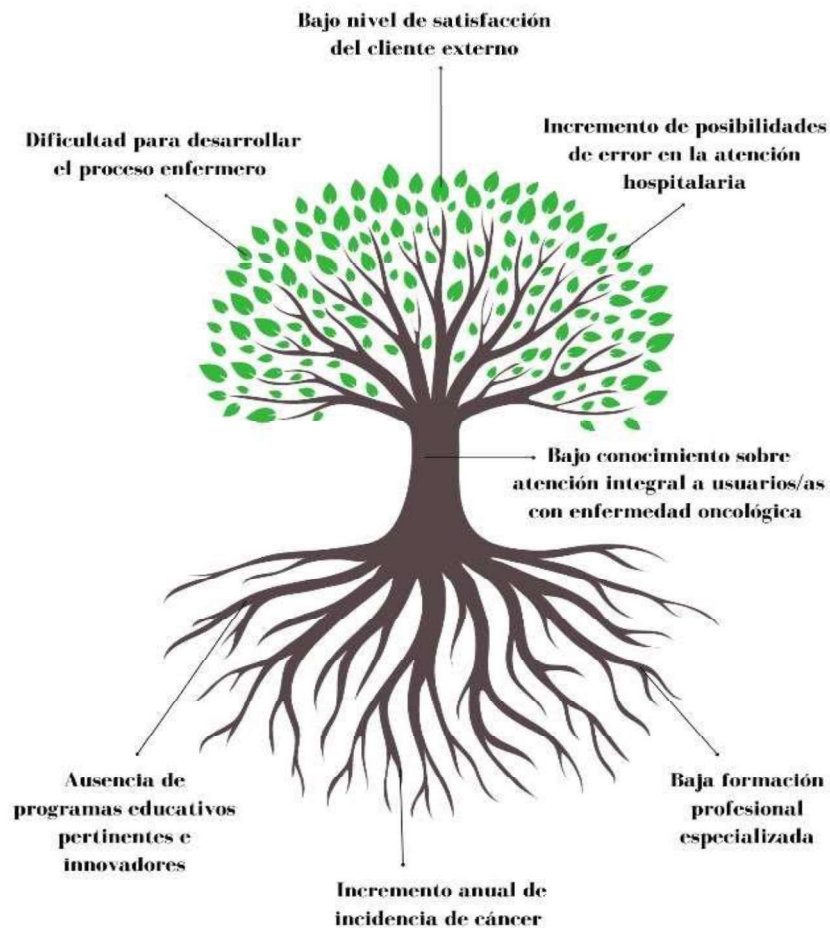 Bajo nivel de satisfacción
del cliente externo
Dificultad para desarrollar
el proceso enfermero
Incremento de posibilidades
de error en la atención
hospitalaria
Bajo conocimiento sobre
atención integral a usuarios/as
con enfermedad oncológica
Ausencia de
programas educativos
pertinentes e
innovadores
Baja formación
profesional
especializada
Incremento anual de
incidencia de cáncer